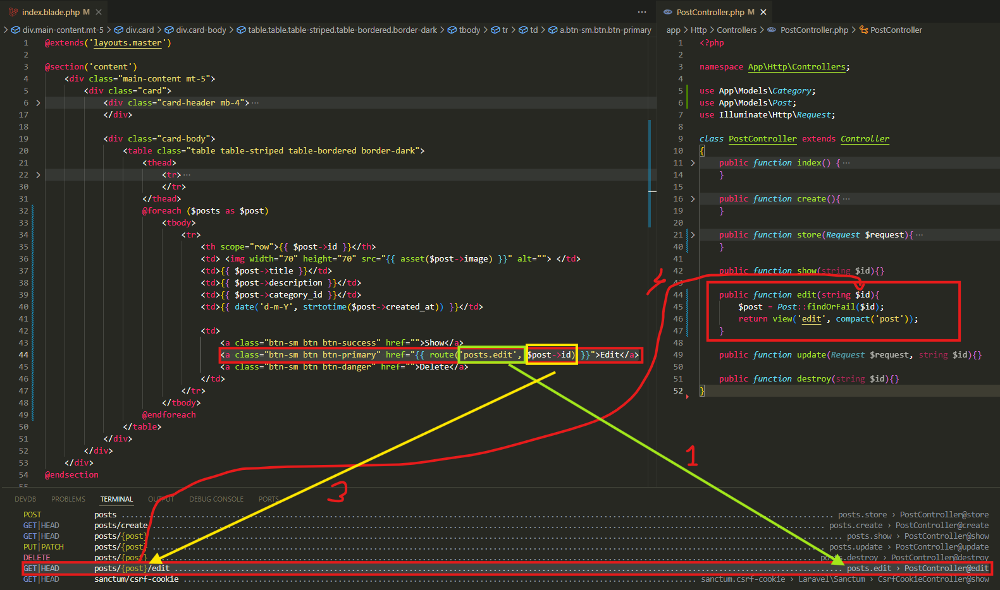 index.blade.php M ×
div.main-content.mt-5 > div.card > div.card-body > table.table.table-striped.table-bordered.border-dark > tbody > tr > td > a.btn-sm.btn.btn-primary
1 @extends('layouts.master')
2
3 @section('content')
4 <div class="main-content mt-5">
5 <div class="card">
6 <div class="card-header mb-4"> ···
17 </div>
18
19 <div class="card-body">
20 <table class="table table-striped table-bordered border-dark">
21 <thead>
22 <tr> ···
30 </tr>
31 </thead>
32 @foreach ($posts as $post)
33 <tbody>
34 <tr>
35 <th scope="row">{{ $post->id }}</th>
36 <td> <img width="70" height="70" src="{{ asset($post->image) }}" alt=""> </td>
37 <td>{{ $post->title }}</td>
38 <td>{{ $post->description }}</td>
39 <td>{{ $post->category_id }}</td>
40 <td>{{ date('d-m-Y', strtotime($post->created_at)) }}</td>
41
42 <td>
43 <a class="btn-sm btn btn-success" href="">Show</a>
44 <a class="btn-sm btn btn-primary" href="{{ route('posts.edit', $post->id) }}">Edit</a>
45 <a class="btn-sm btn btn-danger" href="">Delete</a>
46 </td>
47 </tr>
48 </tbody>
49 @endforeach
50 </table>
51 </div>
52 </div>
53 </div>
54 @endsection
55
PostController.php M ×
app > Http > Controllers > PostController.php > PostController
1 <?php
2
3 namespace App\Http\Controllers;
4
5 use App\Models\Category;
6 use App\Models\Post;
7 use Illuminate\Http\Request;
8
9 class PostController extends Controller
10 {
11 public function index() { ···
14 }
15
16 public function create(){ ···
19 }
20
21 public function store(Request $request){ ···
40 }
41
42 public function show(string $id){}
43
44 public function edit(string $id){
45 $post = Post::findOrFail($id);
46 return view('edit', compact('post'));
47 }
48
49 public function update(Request $request, string $id){}
50
51 public function destroy(string $id){}
52 }
1
3
DEVDB PROBLEMS TERMINAL OUTPUT DEBUG CONSOLE PORTS
POST posts posts.store › PostController@store
GET|HEAD posts/create posts.create › PostController@create
GET|HEAD posts/{post} posts.show › PostController@show
PUT|PATCH posts/{post} posts.update › PostController@update
DELETE posts/{post} posts.destroy › PostController@destroy
GET|HEAD posts/{post}/edit posts.edit › PostController@edit
GET|HEAD sanctum/csrf-cookie sanctum.csrf-cookie › Laravel\Sanctum › CsrfCookieController@show